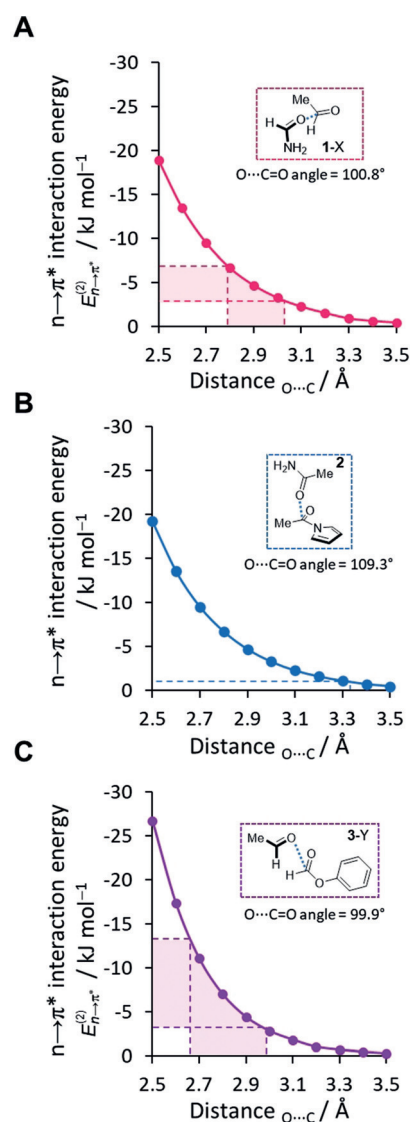 A
n→π* interaction energy
E(2)n→π* / kJ mol−1
-30
-25
-20
-15
-10
-5
0
Me
O
H
O
H
NH2
1-X
O···C=O angle = 100.8°
2.5 2.7 2.9 3.1 3.3 3.5
Distance O···C / Å
B
n→π* interaction energy
/ kJ mol−1
-30
-25
-20
-15
-10
-5
0
2
H2N
Me
O
O
Me
N
O···C=O angle = 109.3°
2.5 2.7 2.9 3.1 3.3 3.5
Distance O···C / Å
C
n→π* interaction energy
E(2)n→π* / kJ mol−1
-30
-25
-20
-15
-10
-5
0
3-Y
Me
O
H
O
H
O
O···C=O angle = 99.9°
2.5 2.7 2.9 3.1 3.3 3.5
Distance O···C / Å